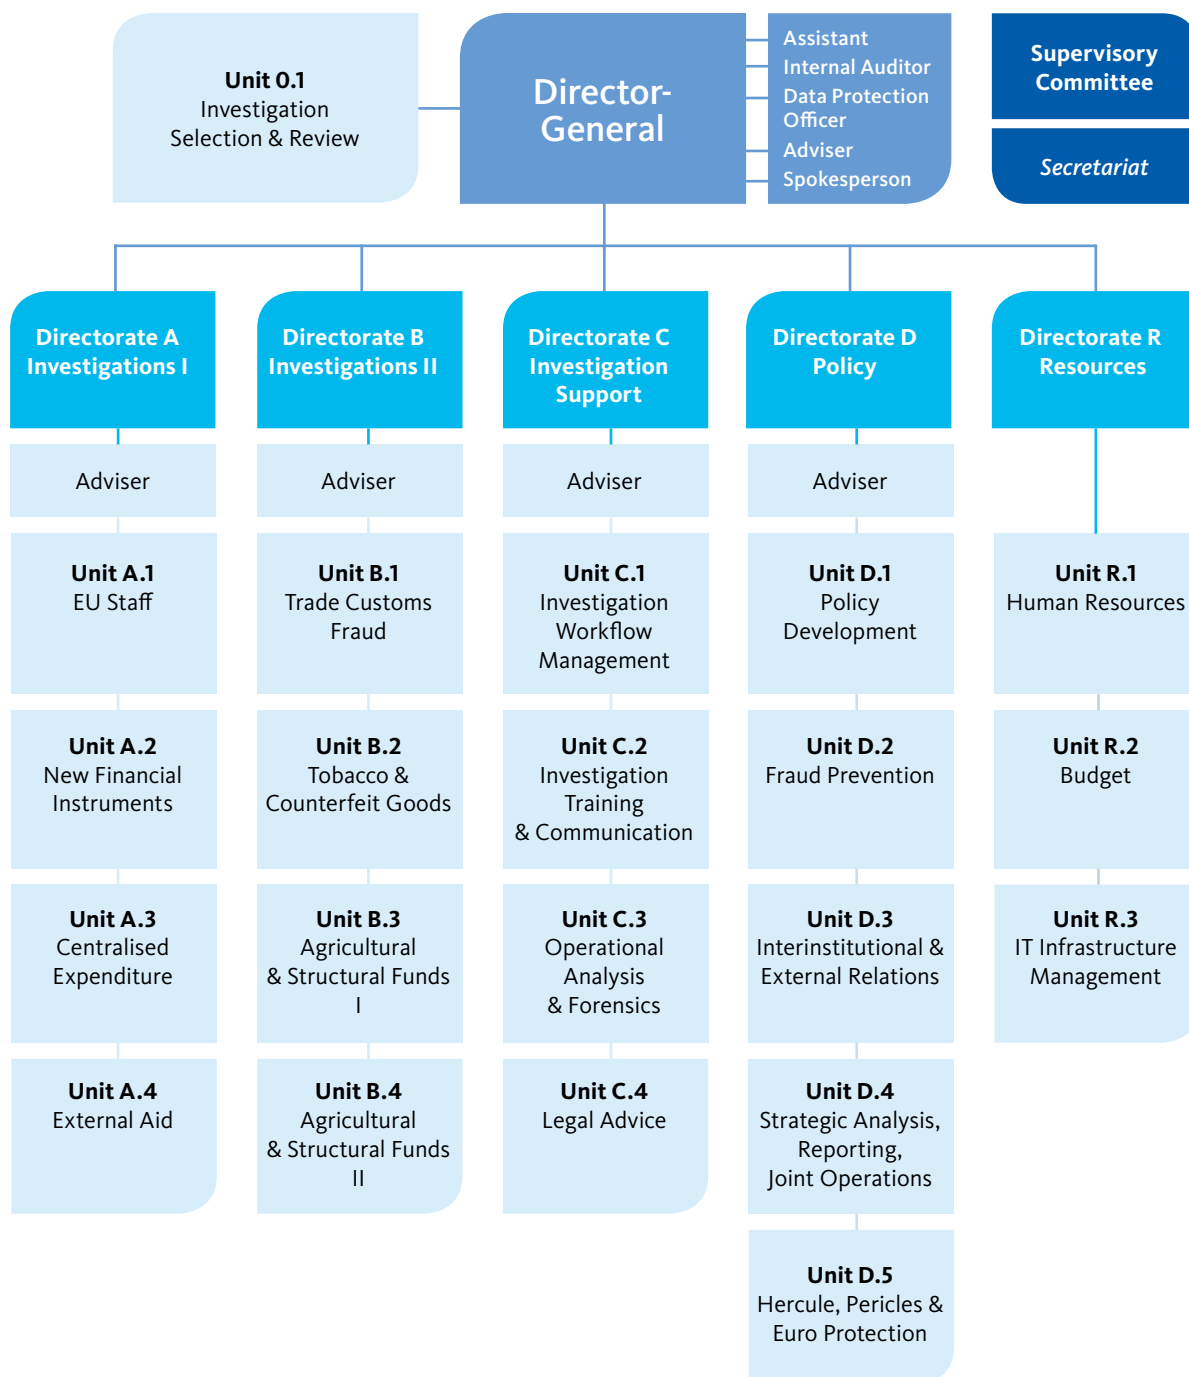 Unit 0.1
Investigation
Selection & Review
Director-
General
Assistant
Internal Auditor
Data Protection
Officer
Adviser
Spokesperson
Supervisory
Committee
Secretariat
Directorate A
Investigations I
Directorate B
Investigations II
Directorate C
Investigation
Support
Directorate D
Policy
Directorate R
Resources
Adviser
Adviser
Adviser
Adviser
Unit A.1
EU Staff
Unit B.1
Trade Customs
Fraud
Unit C.1
Investigation
Workflow
Management
Unit D.1
Policy
Development
Unit R.1
Human Resources
Unit A.2
New Financial
Instruments
Unit B.2
Tobacco &
Counterfeit Goods
Unit C.2
Investigation
Training
& Communication
Unit D.2
Fraud Prevention
Unit R.2
Budget
Unit A.3
Centralised
Expenditure
Unit B.3
Agricultural
& Structural Funds
I
Unit C.3
Operational
Analysis
& Forensics
Unit D.3
Interinstitutional &
External Relations
Unit R.3
IT Infrastructure
Management
Unit A.4
External Aid
Unit B.4
Agricultural
& Structural Funds
II
Unit C.4
Legal Advice
Unit D.4
Strategic Analysis,
Reporting,
Joint Operations
Unit D.5
Hercule, Pericles &
Euro Protection